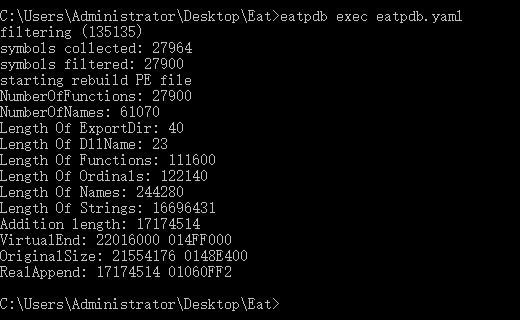 C:\Users\Administrator\Desktop\Eat>eatpdb exec eatpdb.yaml
filtering (135135)
symbols collected: 27964
symbols filtered: 27900
starting rebuild PE file
NumberOfFunctions: 27900
NumberOfNames: 61070
Length Of ExportDir: 40
Length Of DllName: 23
Length Of Functions: 111600
Length Of Ordinals: 122140
Length Of Names: 244280
Length Of Strings: 16696431
Addition length: 17174514
VirtualEnd: 22016000 014FF000
OriginalSize: 21554176 0148E400
RealAppend: 17174514 01060FF2
C:\Users\Administrator\Desktop\Eat>